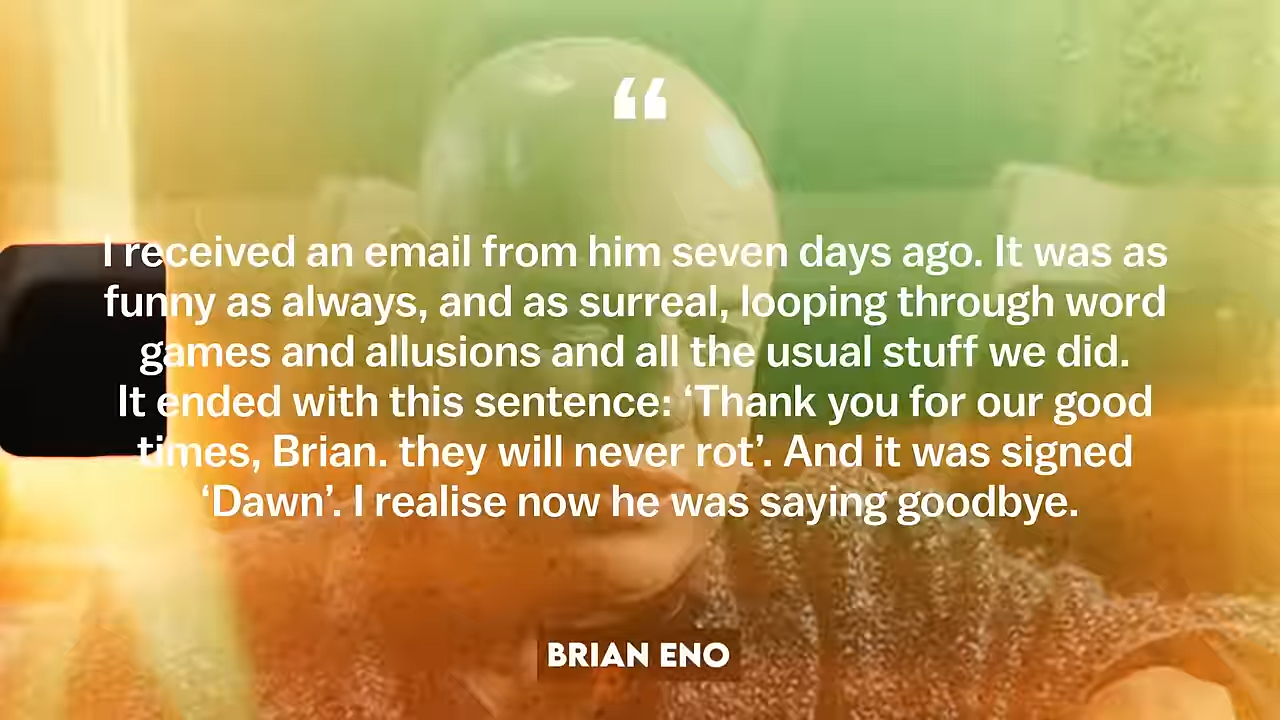 “
I received an email from him seven days ago. It was as
funny as always, and as surreal, looping through word
games and allusions and all the usual stuff we did.
It ended with this sentence: ‘Thank you for our good
times, Brian. they will never rot’. And it was signed
‘Dawn’. I realise now he was saying goodbye.
BRIAN ENO